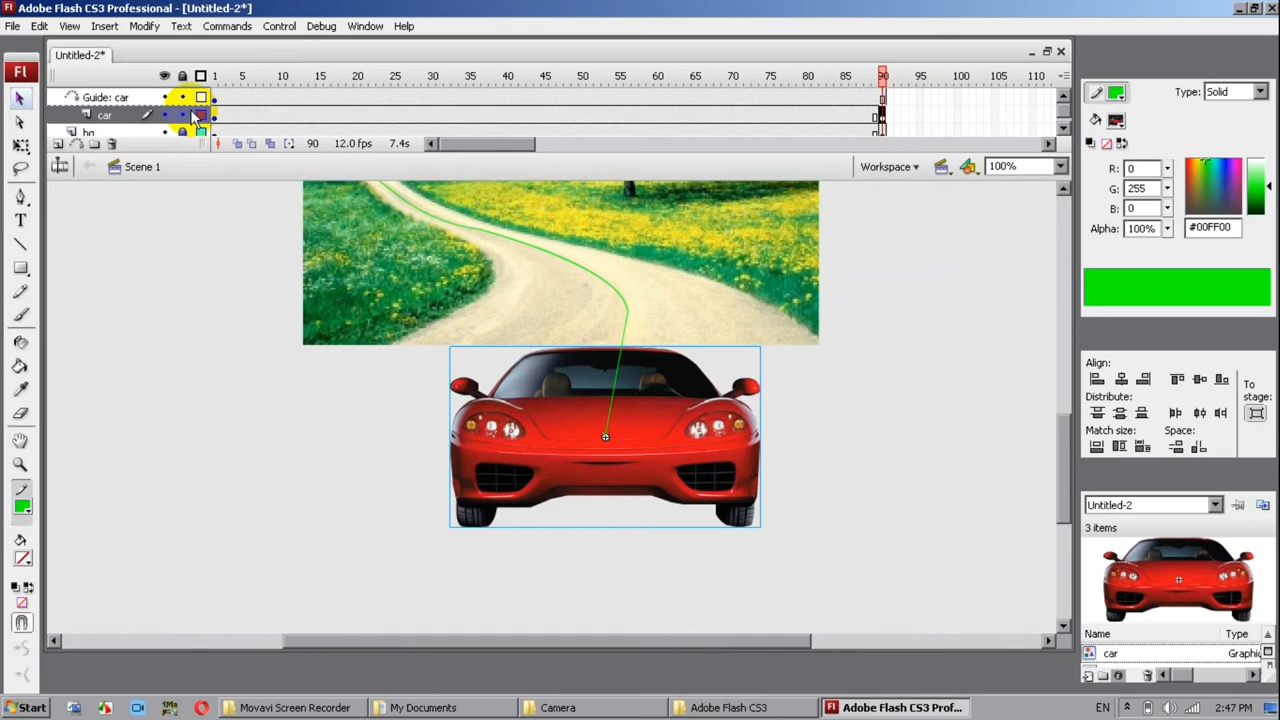 Adobe Flash CS3 Professional - [Untitled-2*]
File Edit View Insert Modify Text Commands Control Debug Window Help
Untitled-2*
Fl
1 5 10 15 20 25 30 35 40 45 50 55 60 65 70 75 80 85 90 95 100 105 110
Guide: car
car
bg
90 12.0 fps 7.4s
Scene 1
Workspace
100%
Type: Solid
R: 0
G: 255
B: 0
Alpha: 100% #00FF00
Align:
Distribute:
Match size: Space:
To stage:
Untitled-2
3 items
Name Type
car Graphic
Start Movavi Screen Recorder My Documents Camera Adobe Flash CS3 Adobe Flash CS3 Prof... EN 2:47 PM